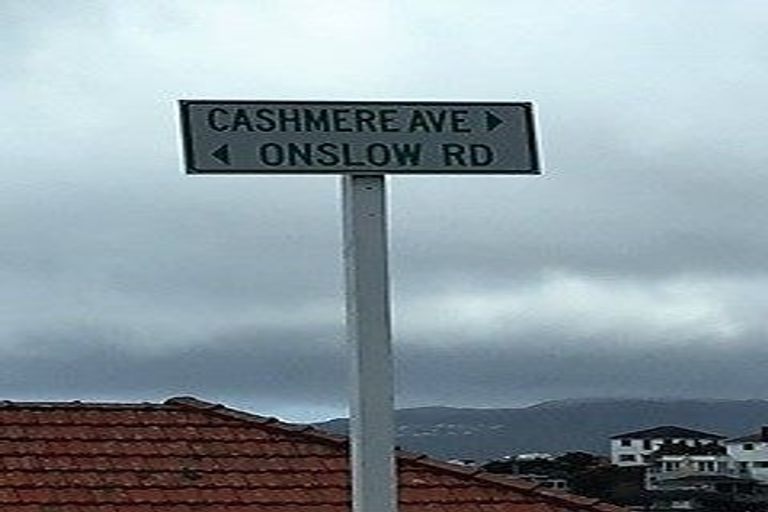 CASHMERE AVE ▶
◀ ONSLOW RD